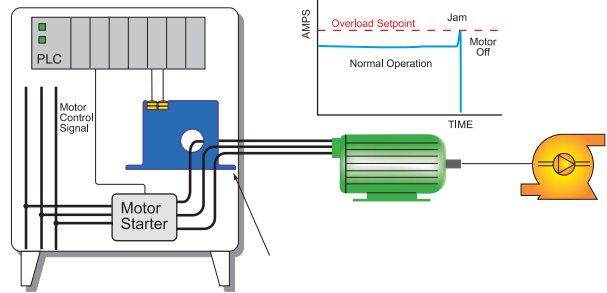 PLC
Motor
Control
Signal
Motor
Starter
AMPS
Overload Setpoint
Jam
Motor
Off
Normal Operation
TIME